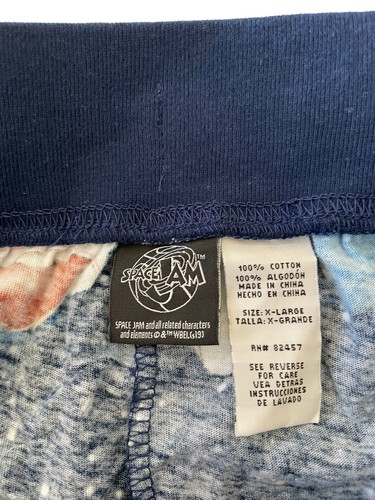 SPACE JAM™
SPACE JAM and all related characters
and elements © &™ WBEI.(s19)
100% COTTON
100% ALGODÓN
MADE IN CHINA
HECHO EN CHINA
SIZE: X-LARGE
TALLA: X-GRANDE
RN# 82457
SEE REVERSE
FOR CARE
VEA DETRAS
INSTRUCCIONES
DE LAVADO